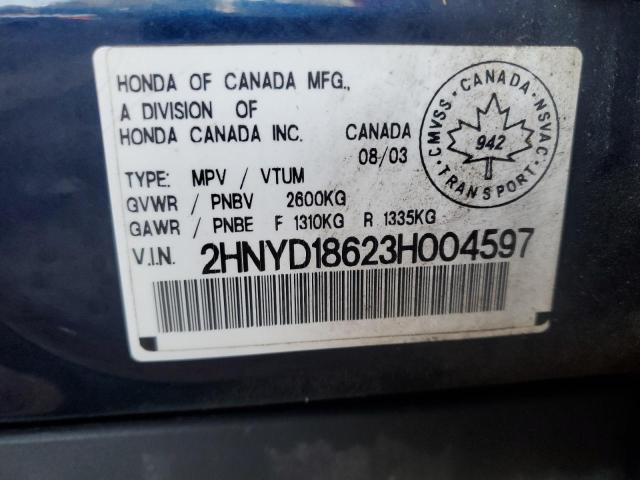 HONDA OF CANADA MFG.,
A DIVISION OF
HONDA CANADA INC. CANADA
08/03
TYPE: MPV / VTUM
GVWR / PNBV 2600KG
GAWR / PNBE F 1310KG R 1335KG
V.I.N. 2HNYD18623H004597
CMVSS • CANADA • NSVAC
942
TRANSPORT